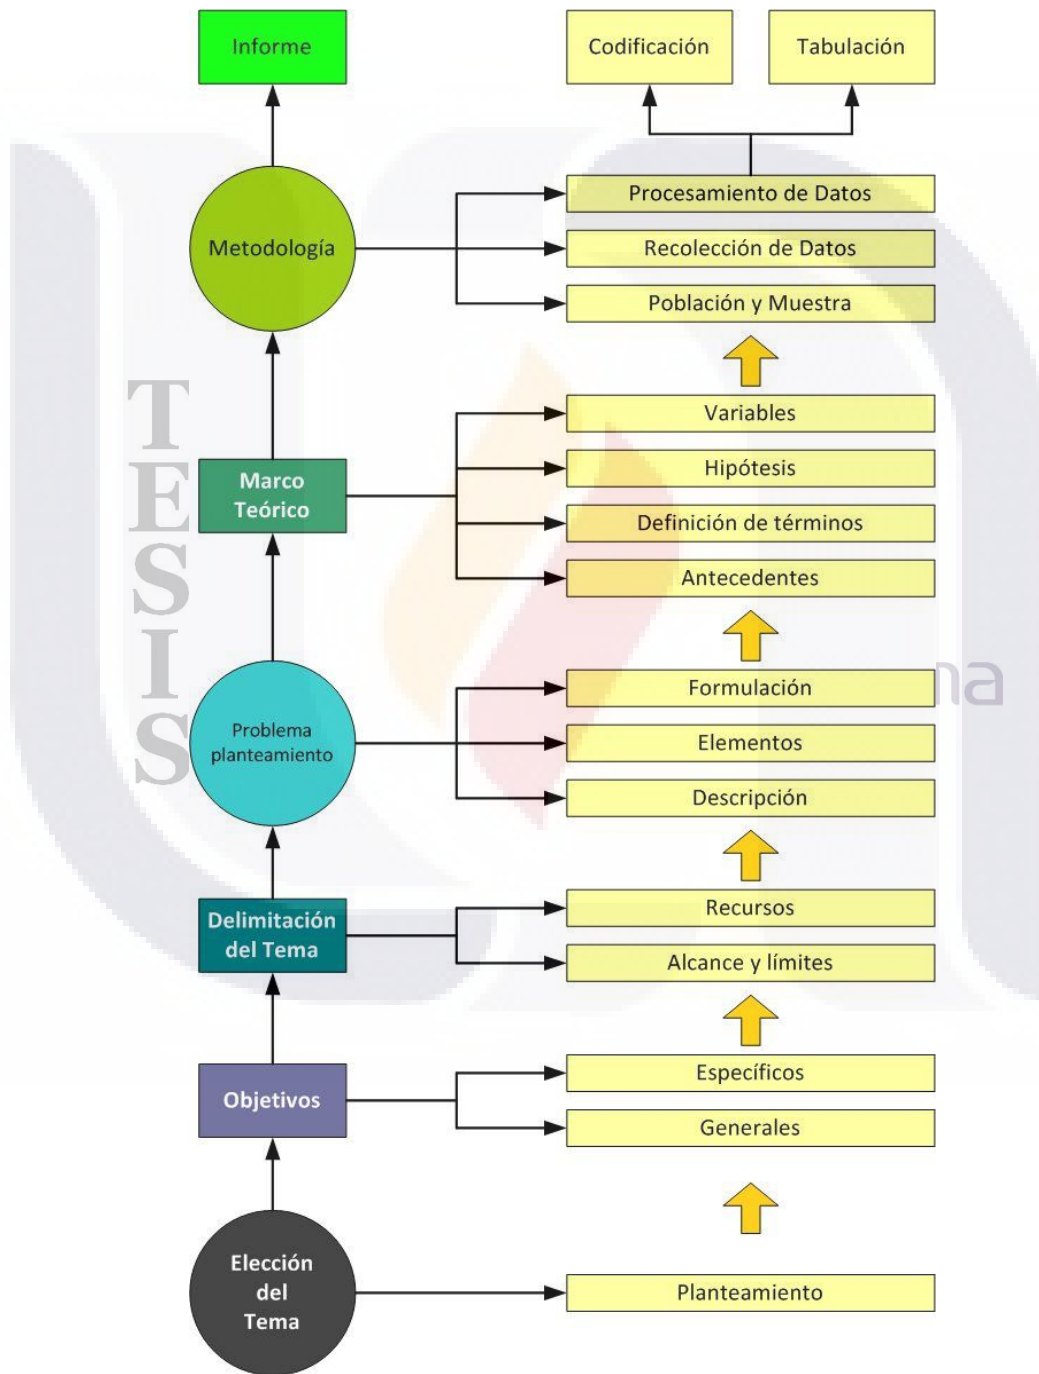 Informe
Codificación
Tabulación
Procesamiento de Datos
Metodología
Recolección de Datos
Población y Muestra
TESIS
Variables
Marco
Teórico
Hipótesis
Definición de términos
Antecedentes
Formulación
Problema
planteamiento
Elementos
Descripción
Delimitación
del Tema
Recursos
Alcance y límites
Específicos
Objetivos
Generales
Elección
del
Tema
Planteamiento